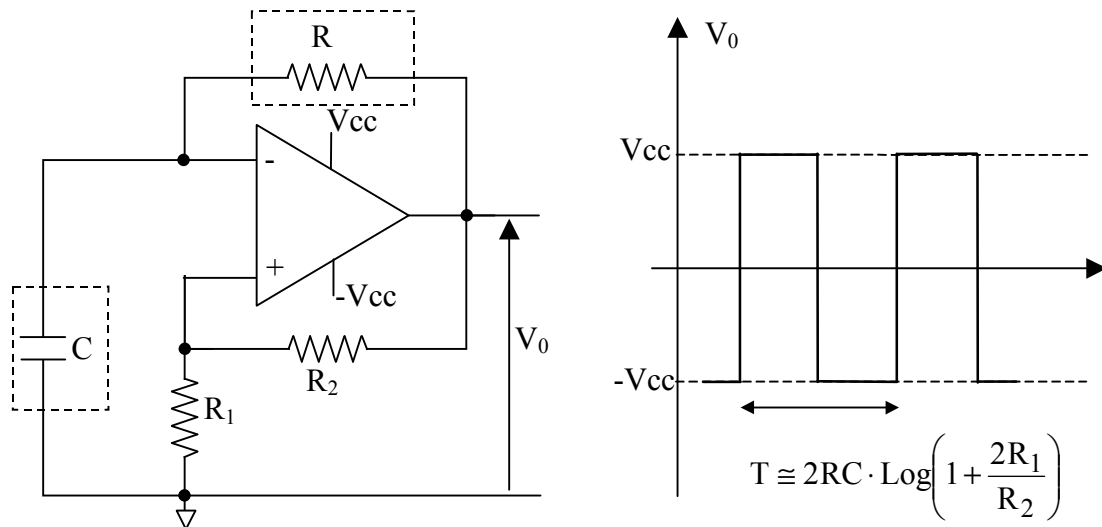 R
Vcc
-
+
-Vcc
C
R₂
R₁
V₀
V₀
Vcc
-Vcc
T ≅ 2RC · Log(1 + 2R₁/R₂)